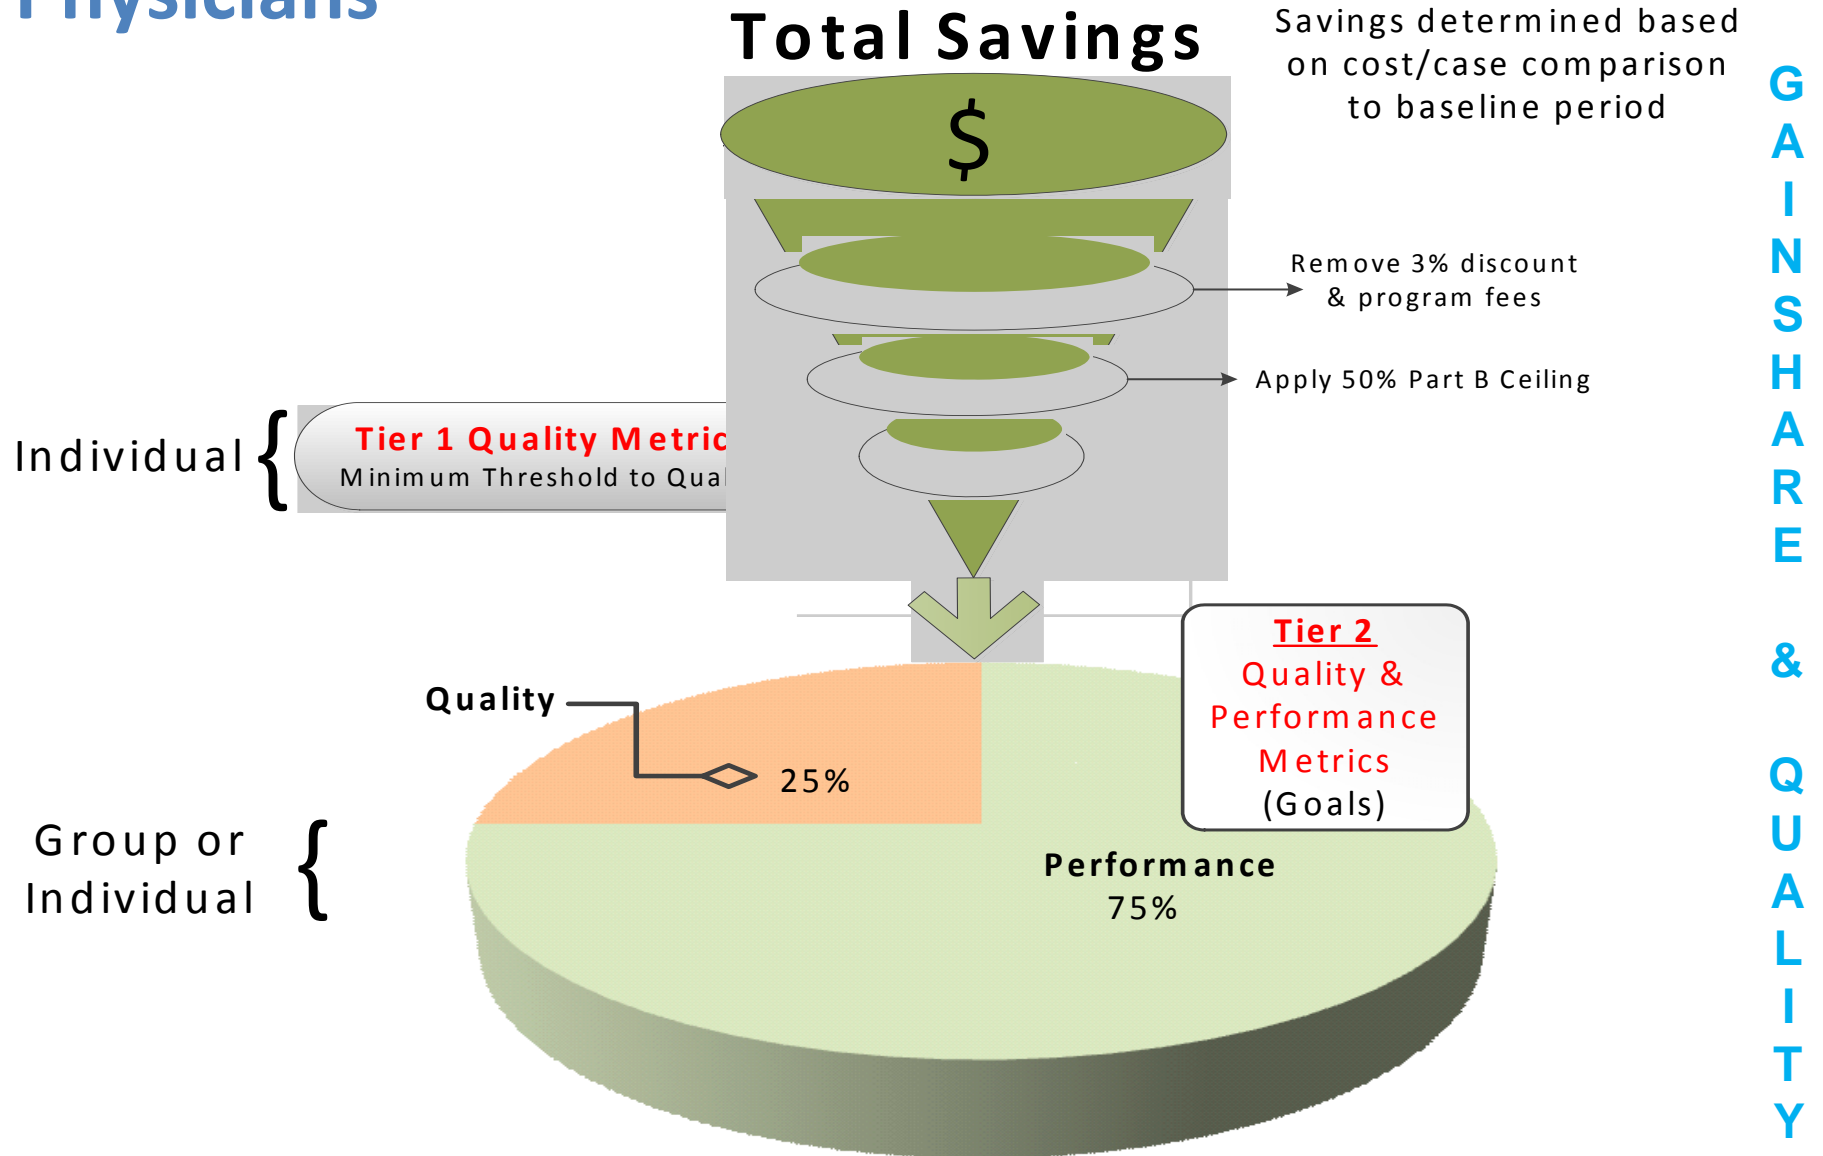 Physicians
Total Savings
Savings determined based
on cost/case comparison
to baseline period
$
Remove 3% discount
& program fees
Apply 50% Part B Ceiling
Individual {
Tier 1 Quality Metric
Minimum Threshold to Qual
Tier 2
Quality &
Performance
Metrics
(Goals)
Quality
25%
Group or
Individual
{
Performance
75%
G
A
I
N
S
H
A
R
E
&
Q
U
A
L
I
T
Y